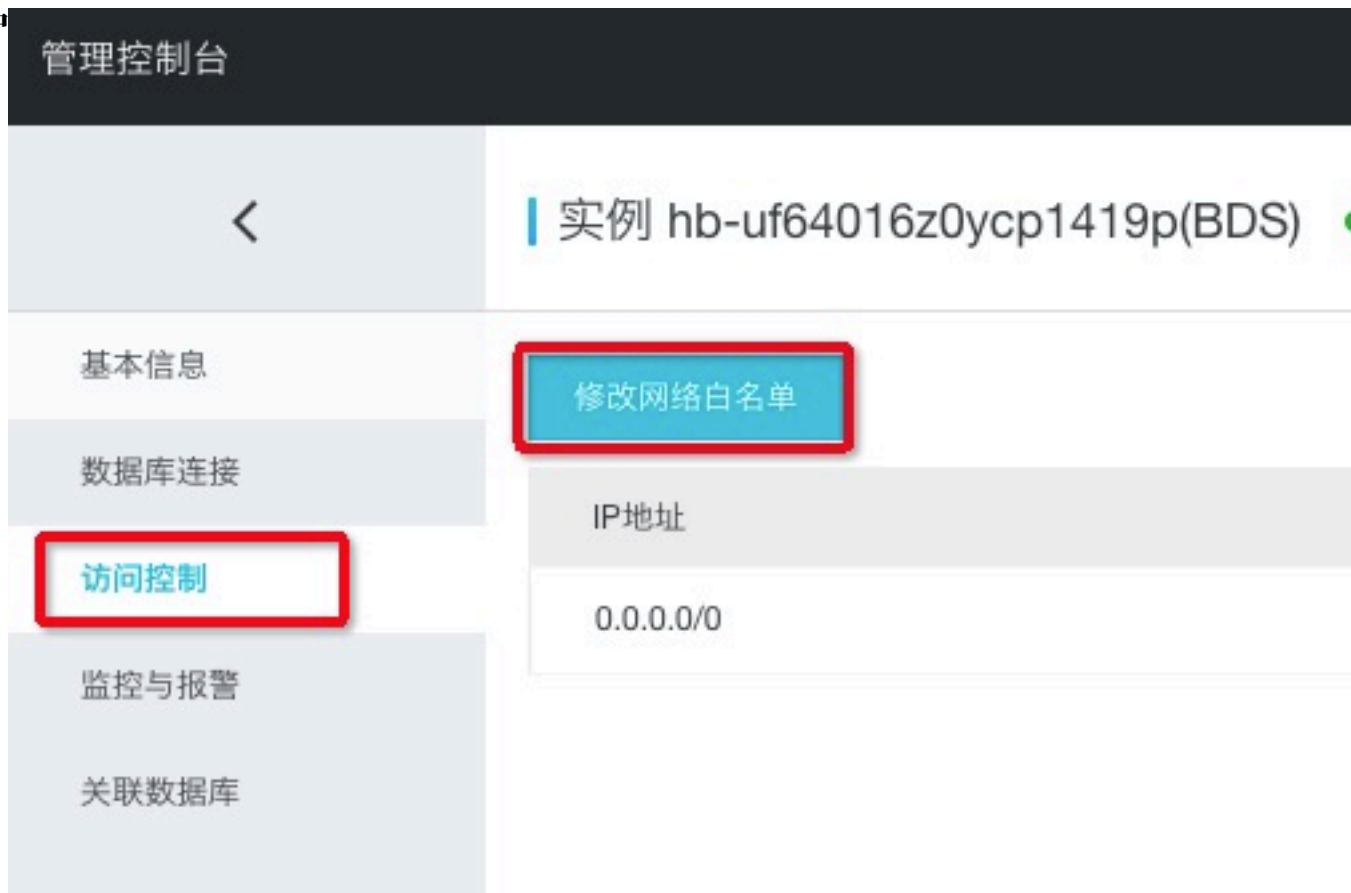 管理控制台
实例 hb-uf64016z0ycp1419p(BDS)
基本信息
修改网络白名单
数据库连接
IP地址
访问控制
0.0.0.0/0
监控与报警
关联数据库